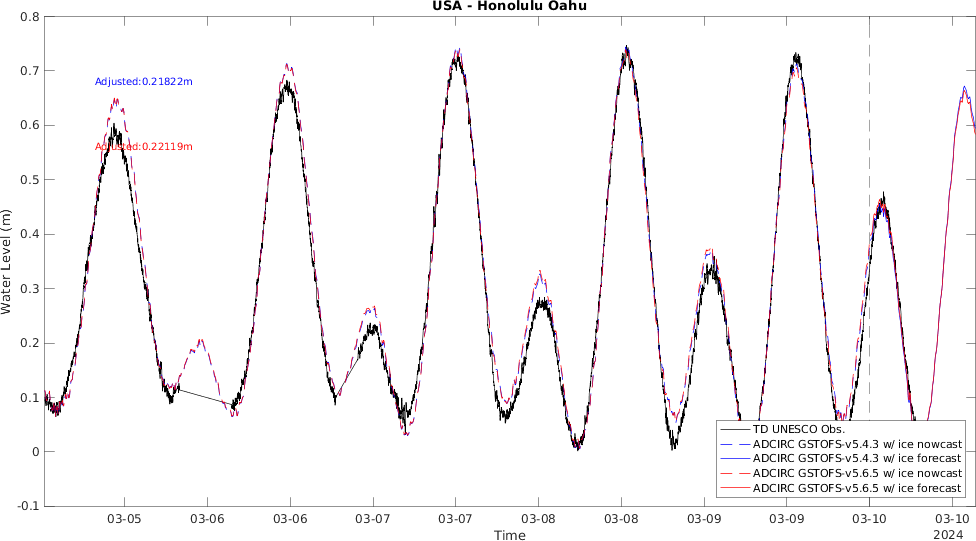 USA - Honolulu Oahu
0.8
0.7
0.6
0.5
0.4
0.3
0.2
0.1
0
-0.1
Water Level (m)
Adjusted:0.21822m
Adjusted:0.22119m
TD UNESCO Obs.
ADCIRC GSTOFS-v5.4.3 w/ ice nowcast
ADCIRC GSTOFS-v5.4.3 w/ ice forecast
ADCIRC GSTOFS-v5.6.5 w/ ice nowcast
ADCIRC GSTOFS-v5.6.5 w/ ice forecast
03-05 03-06 03-06 03-07 03-07 03-08 03-08 03-09 03-09 03-10 03-10
2024
Time